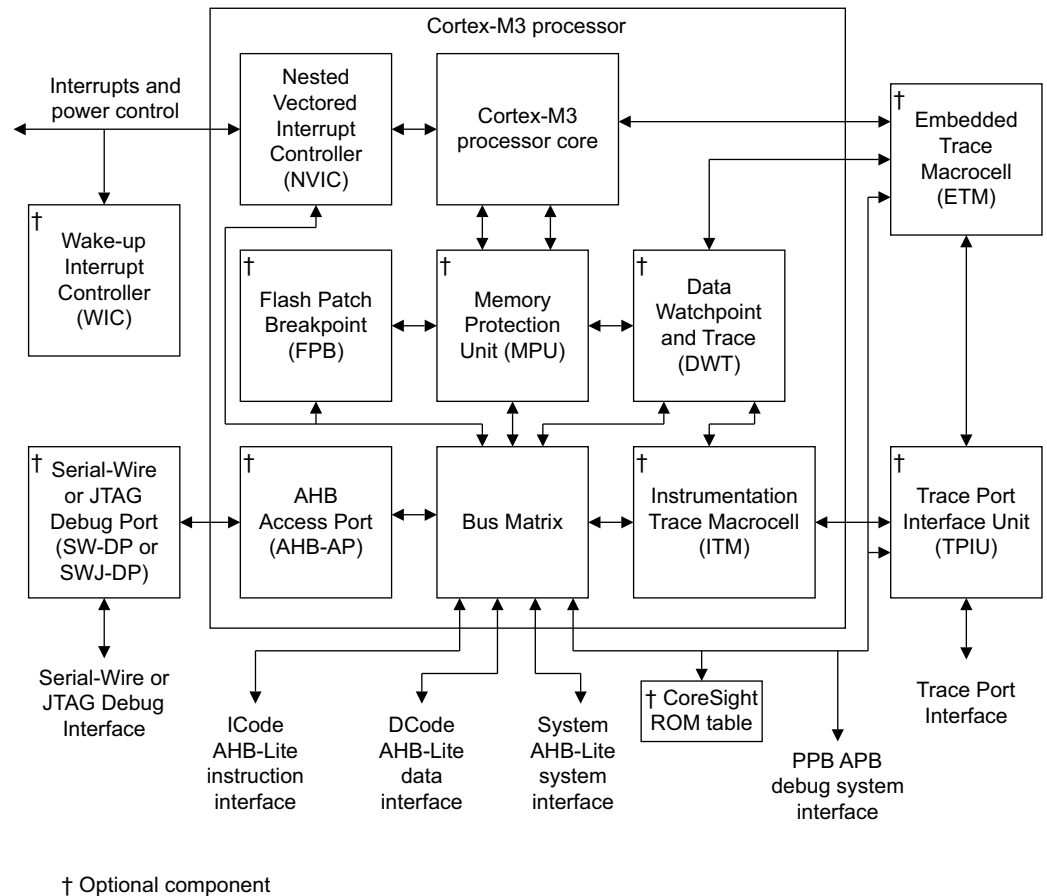 Cortex-M3 processor
Interrupts and
power control
Nested
Vectored
Interrupt
Controller
(NVIC)
Cortex-M3
processor core
†
Embedded
Trace
Macrocell
(ETM)
†
Wake-up
Interrupt
Controller
(WIC)
†
Flash Patch
Breakpoint
(FPB)
†
Memory
Protection
Unit (MPU)
†
Data
Watchpoint
and Trace
(DWT)
†
Serial-Wire
or JTAG
Debug Port
(SW-DP or
SWJ-DP)
†
AHB
Access Port
(AHB-AP)
Bus Matrix
†
Instrumentation
Trace Macrocell
(ITM)
†
Trace Port
Interface Unit
(TPIU)
Serial-Wire or
JTAG Debug
Interface
ICode
AHB-Lite
instruction
interface
DCode
AHB-Lite
data
interface
System
AHB-Lite
system
interface
† CoreSight
ROM table
PPB APB
debug system
interface
Trace Port
Interface
† Optional component